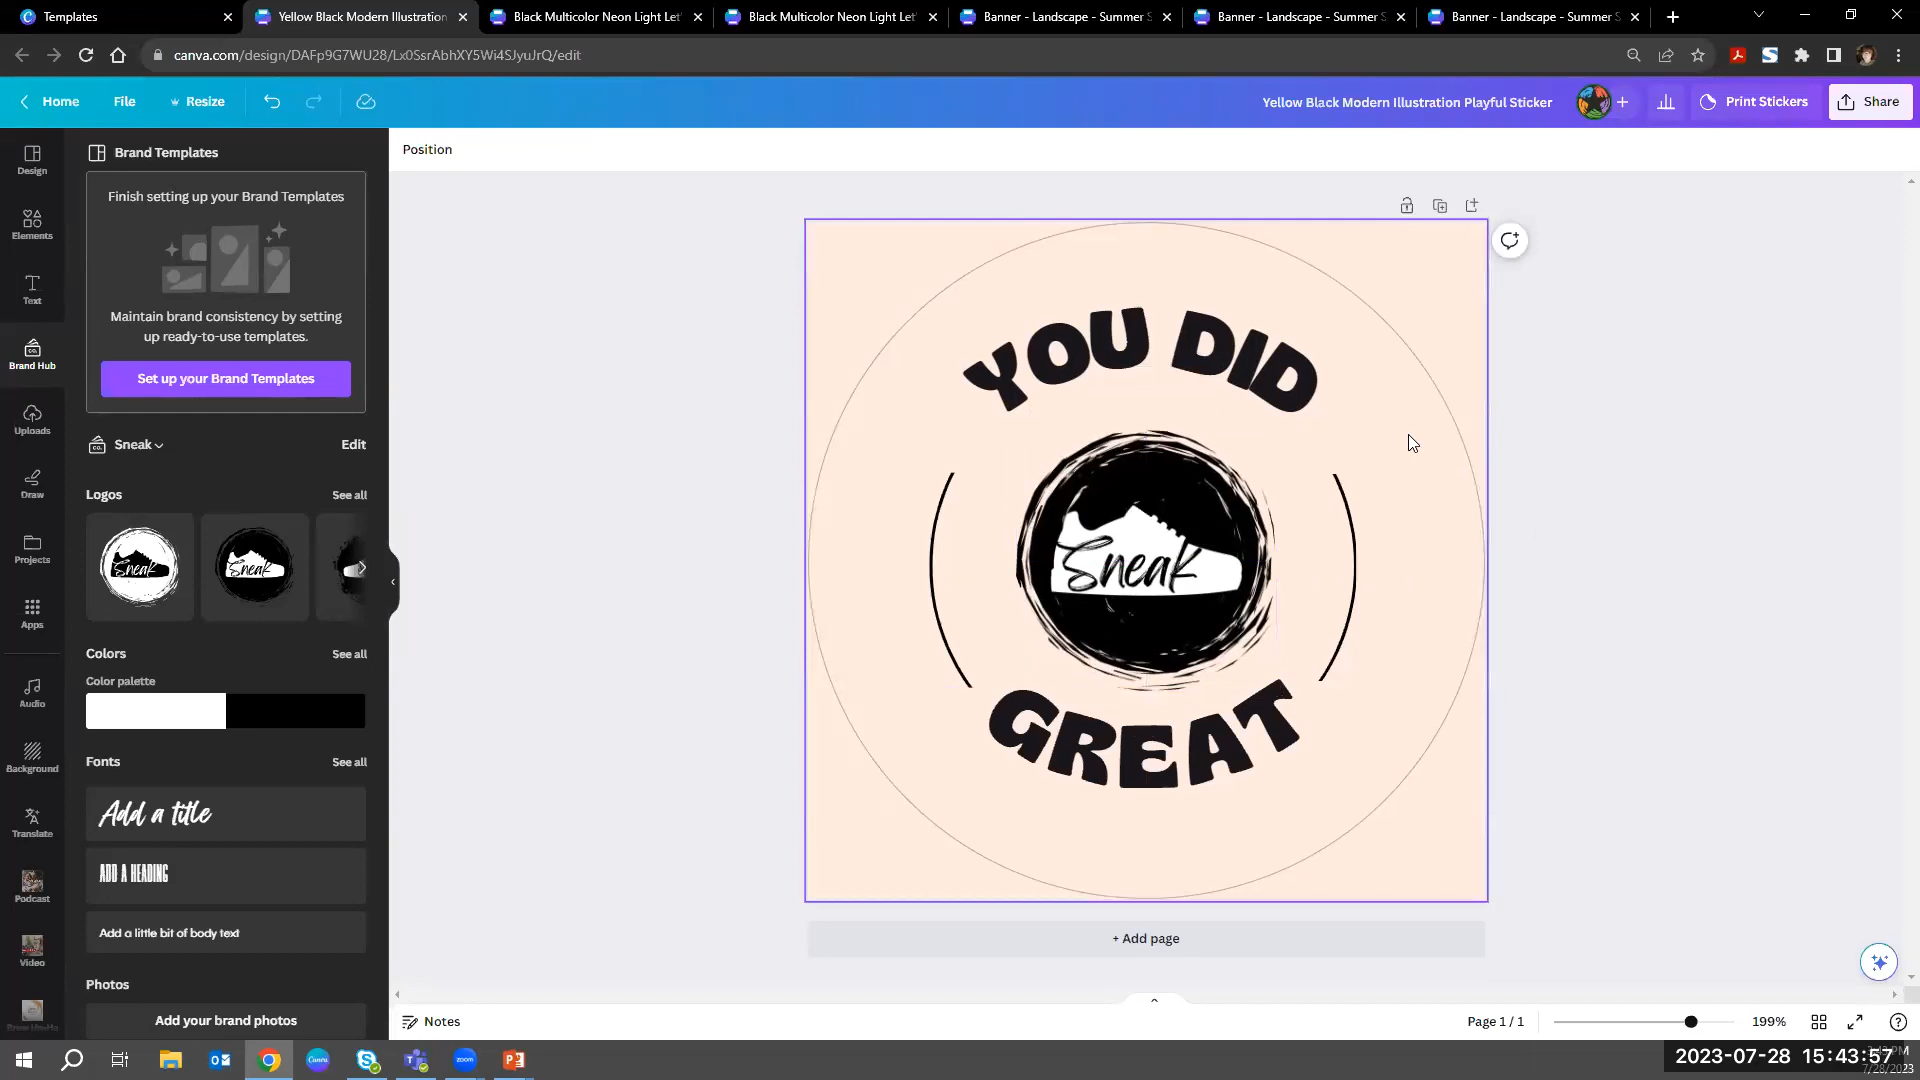 Templates
Yellow Black Modern Illustration
Black Multicolor Neon Light Let'
Black Multicolor Neon Light Let'
Banner - Landscape - Summer S
Banner - Landscape - Summer S
Banner - Landscape - Summer S
canva.com/design/DAFp9G7WU28/Lx0SsrAbhXY5Wi4SJyuJrQ/edit
Home
File
Resize
Yellow Black Modern Illustration Playful Sticker
Print Stickers
Share
Design
Elements
Text
Brand Hub
Uploads
Draw
Projects
Apps
Audio
Background
Translate
Podcast
Video
Brand Templates
Finish setting up your Brand Templates
Maintain brand consistency by setting
up ready-to-use templates.
Set up your Brand Templates
Sneak
Edit
Logos
See all
Sneak
Sneak
Colors
See all
Color palette
Fonts
See all
Add a title
ADD A HEADING
Add a little bit of body text
Photos
Add your brand photos
Position
YOU DID
Sneak
GREAT
+ Add page
Notes
Page 1 / 1
199%
2023-07-28 15:43:57
7/28/2023